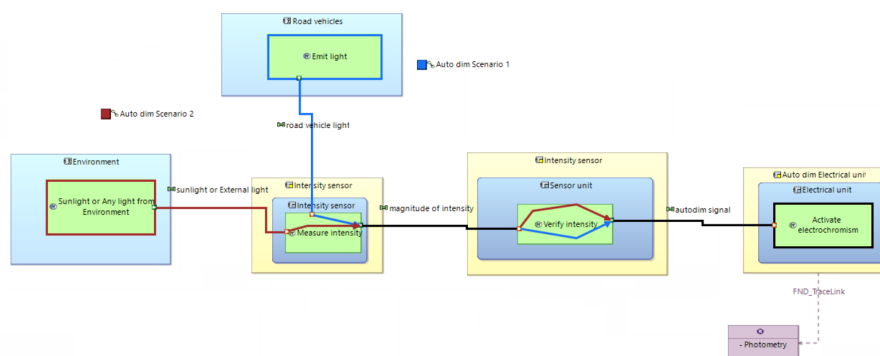 Road vehicles
Emit light
Auto dim Scenario 1
Auto dim Scenario 2
road vehicle light
Environment
Sunlight or Any light from
Environment
sunlight or External light
Intensity sensor
Intensity sensor
Measure intensity
magnitude of intensity
Intensity sensor
Sensor unit
Verify intensity
autodim signal
Auto dim Electrical unit
Electrical unit
Activate
electrochromism
FND_TraceLink
- Photometry